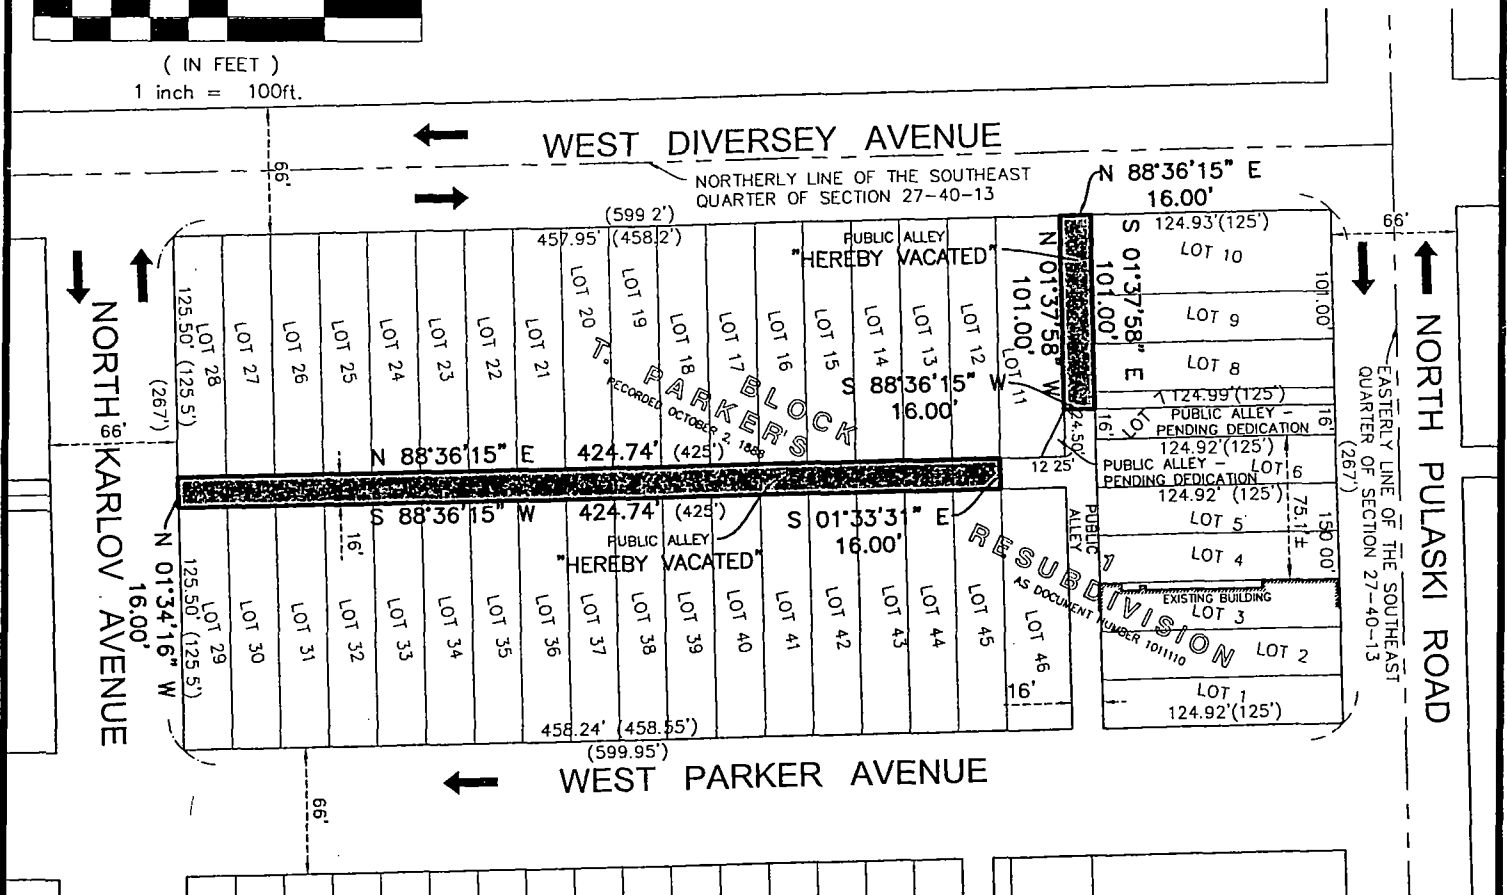 ( IN FEET )
1 inch = 100ft.
WEST DIVERSEY AVENUE
66'
NORTHERLY LINE OF THE SOUTHEAST
QUARTER OF SECTION 27-40-13
N 88°36'15" E
16.00'
(599 2')
457.95' (458.2')
PUBLIC ALLEY
"HEREBY VACATED"
124.93'(125')
LOT 10
66'
N 01°37'58" W
101.00'
S 01°37'58" E
101.00'
101.00'
LOT 9
LOT 8
LOT 7
124.99'(125')
PUBLIC ALLEY –
PENDING DEDICATION
16'
16'
124.92'(125')
PUBLIC ALLEY –
PENDING DEDICATION
LOT 6
124.92' (125')
LOT 5
LOT 4
75.1'±
150 00'
EXISTING BUILDING
LOT 3
LOT 2
LOT 1
124.92'(125')
(267')
EASTERLY LINE OF THE SOUTHEAST
QUARTER OF SECTION 27-40-13
NORTH PULASKI ROAD
NORTH KARLOV AVENUE
66'
(267')
125.50' (125 5')
LOT 28
LOT 27
LOT 26
LOT 25
LOT 24
LOT 23
LOT 22
LOT 21
LOT 20
LOT 19
LOT 18
LOT 17
LOT 16
LOT 15
LOT 14
LOT 13
LOT 12
LOT 11
BLOCK
T. PARKER'S
RECORDED OCTOBER 2, 1888
S 88°36'15" W
16.00'
24.50'
12 25'
N 88°36'15" E 424.74' (425')
S 88°36'15" W 424.74' (425')
16'
PUBLIC ALLEY
"HEREBY VACATED"
S 01°33'31" E
16.00'
PUBLIC
ALLEY
RESUBDIVISION
AS DOCUMENT NUMBER 1011110
N 01°34'16" W
16.00'
125.50' (125 5')
LOT 29
LOT 30
LOT 31
LOT 32
LOT 33
LOT 34
LOT 35
LOT 36
LOT 37
LOT 38
LOT 39
LOT 40
LOT 41
LOT 42
LOT 43
LOT 44
LOT 45
LOT 46
16'
458.24' (458.55')
(599.95')
WEST PARKER AVENUE
66'